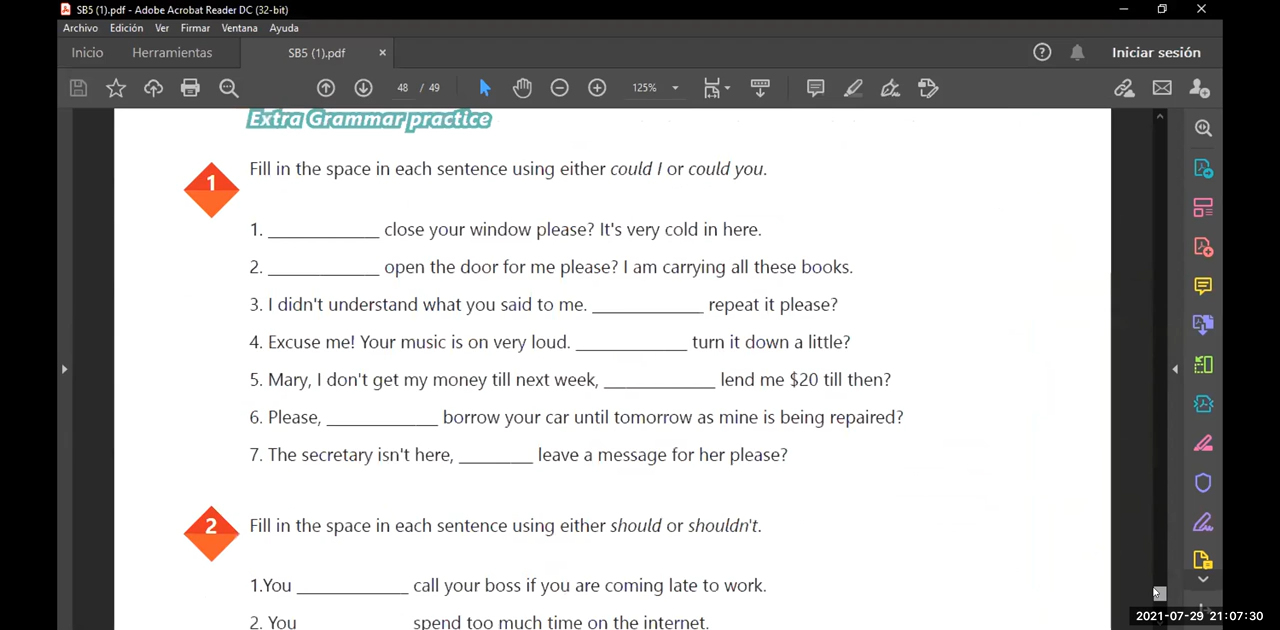 SB5 (1).pdf - Adobe Acrobat Reader DC (32-bit)
Archivo Edición Ver Firmar Ventana Ayuda
Inicio Herramientas SB5 (1).pdf × Iniciar sesión
48 / 49 125%
Extra Grammar practice
1 Fill in the space in each sentence using either could I or could you.
1. ____________ close your window please? It's very cold in here.
2. ____________ open the door for me please? I am carrying all these books.
3. I didn't understand what you said to me. ____________ repeat it please?
4. Excuse me! Your music is on very loud. ____________ turn it down a little?
5. Mary, I don't get my money till next week, ____________ lend me $20 till then?
6. Please, ____________ borrow your car until tomorrow as mine is being repaired?
7. The secretary isn't here, ________ leave a message for her please?
2 Fill in the space in each sentence using either should or shouldn't.
1.You ____________ call your boss if you are coming late to work.
2. You spend too much time on the internet.
2021-07-29 21:07:30